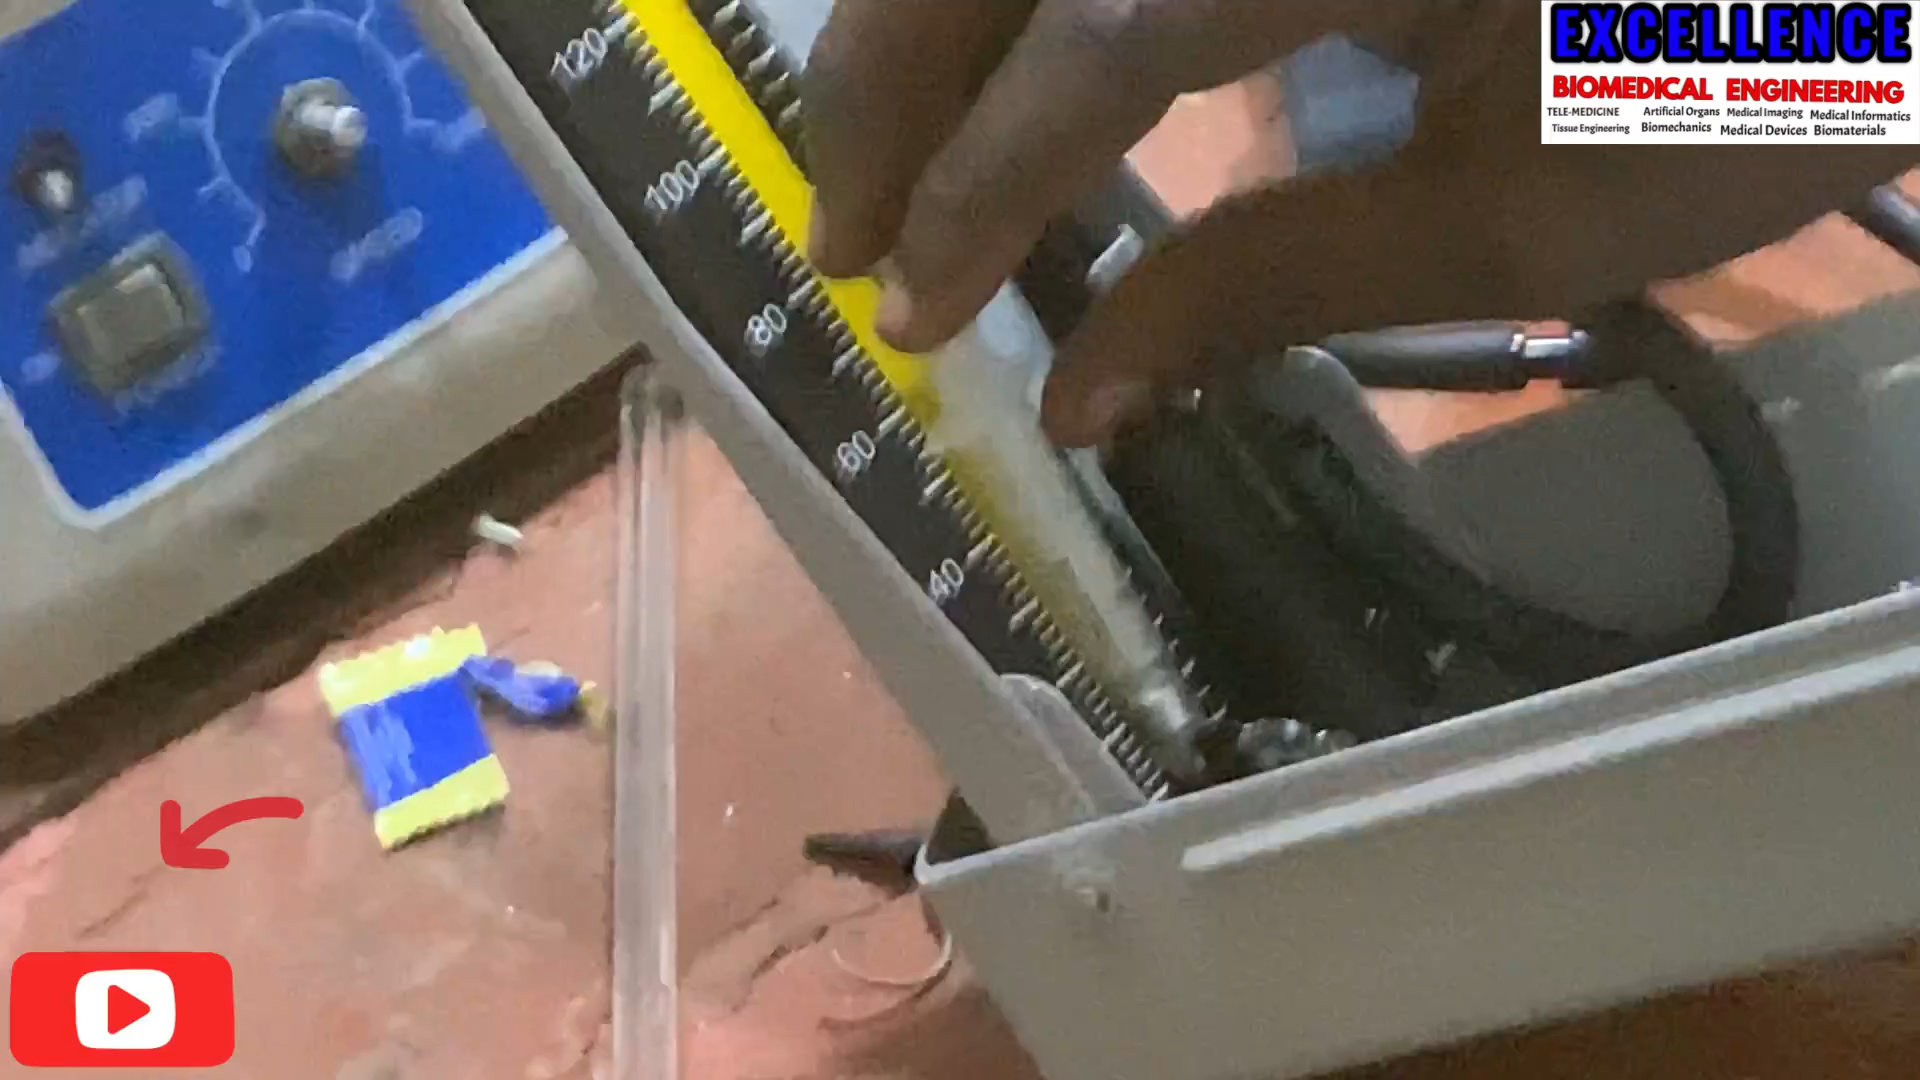 EXCELLENCE
BIOMEDICAL ENGINEERING
TELE-MEDICINE Artificial Organs Medical Imaging Medical Informatics
Tissue Engineering Biomechanics Medical Devices Biomaterials
120
100
80
60
40